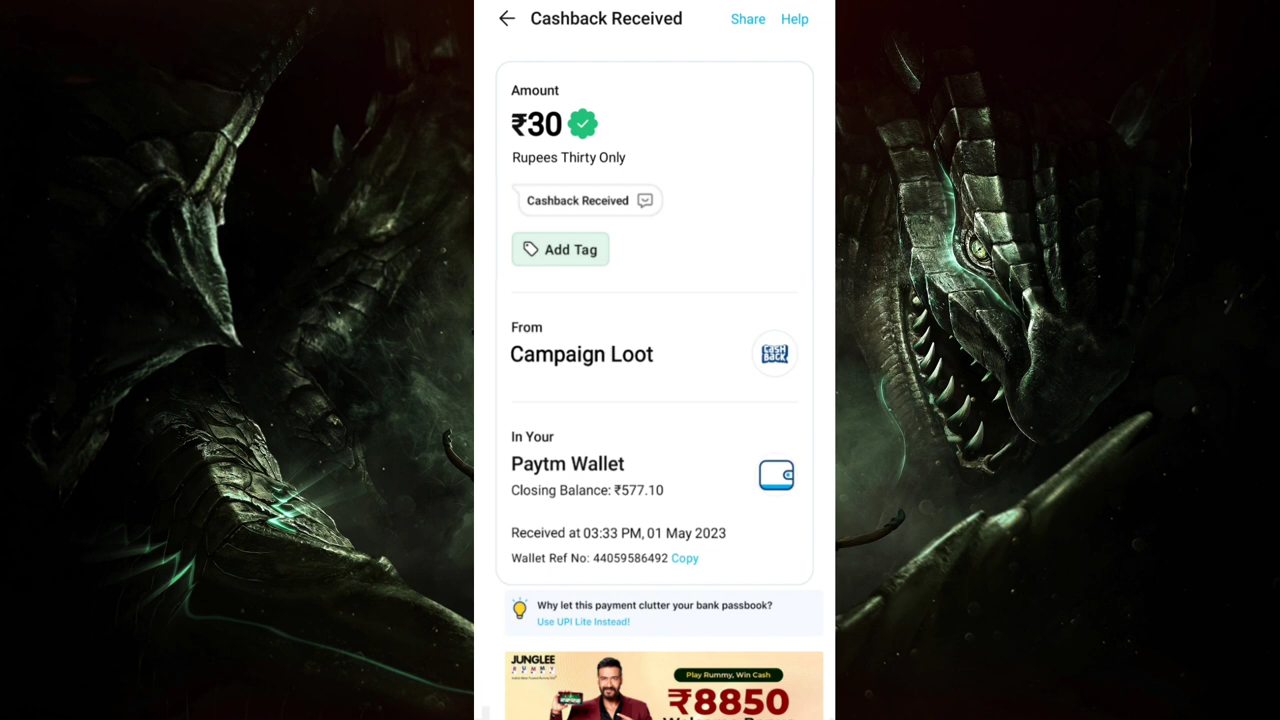 Cashback Received
Share Help
Amount
₹30
Rupees Thirty Only
Cashback Received
Add Tag
From
Campaign Loot
CASH
BACK
In Your
Paytm Wallet
Closing Balance: ₹577.10
Received at 03:33 PM, 01 May 2023
Wallet Ref No: 44059586492 Copy
Why let this payment clutter your bank passbook?
Use UPI Lite Instead!
JUNGLEE
RUMMY
Play Rummy, Win Cash
₹8850